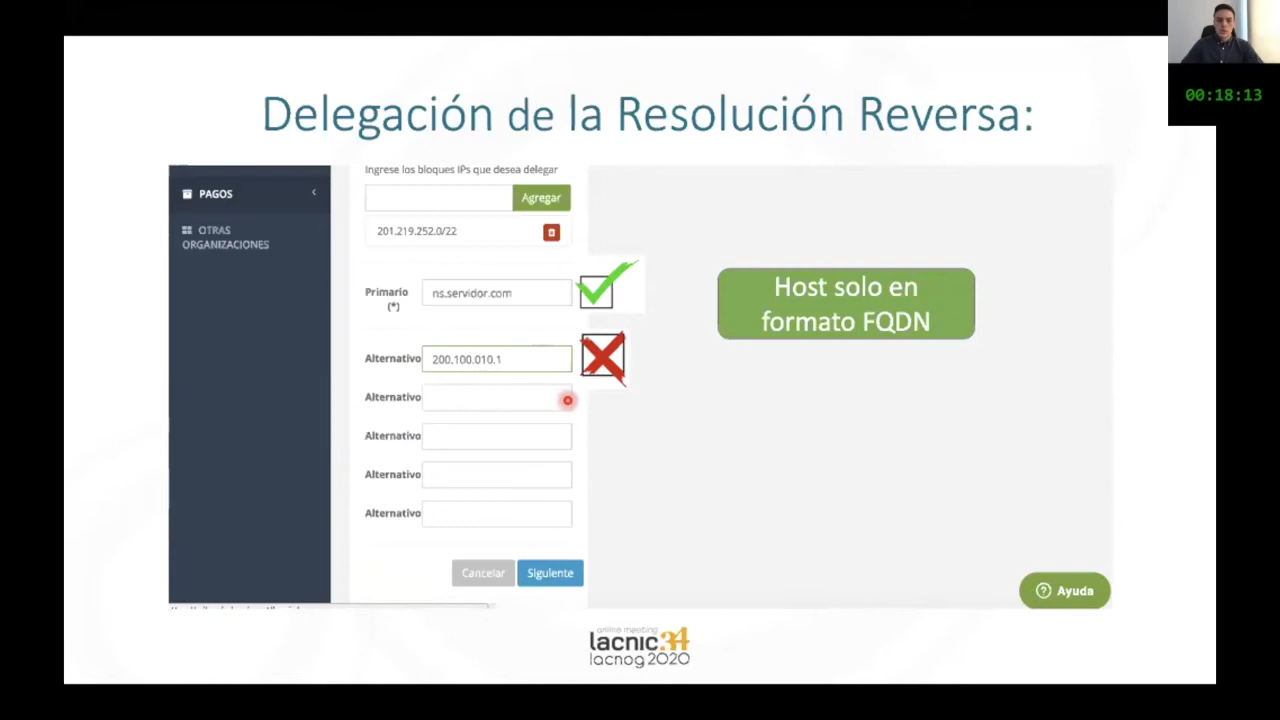 00:18:13
Delegación de la Resolución Reversa:
PAGOS
OTRAS
ORGANIZACIONES
Ingrese los bloques IPs que desea delegar
Agregar
201.219.252.0/22
Primario
(*)
ns.servidor.com
Alternativo
200.100.010.1
Alternativo
Alternativo
Alternativo
Alternativo
Cancelar
Siguiente
Host solo en
formato FQDN
Ayuda
online meeting
lacnic34
lacnog2020